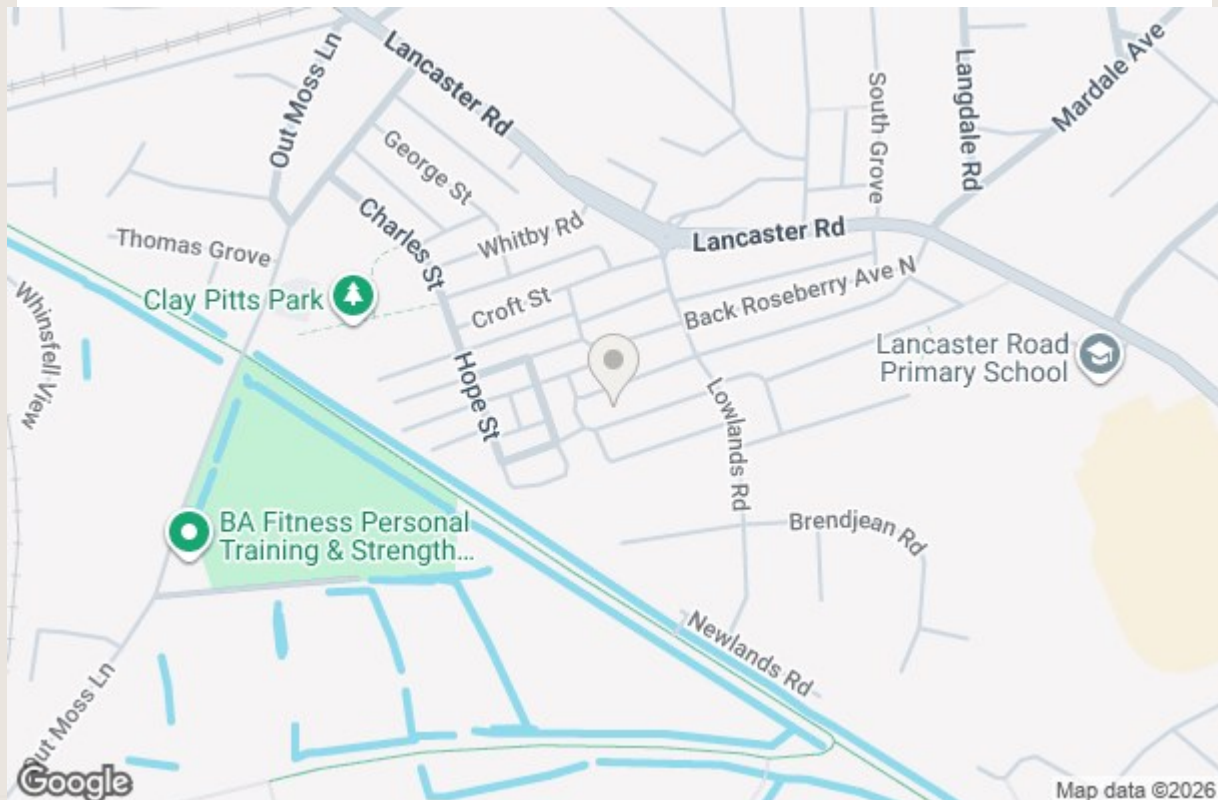 Lancaster Rd
Out Moss Ln
George St
South Grove
Langdale Rd
Mardale Ave
Charles St
Whitby Rd
Lancaster Rd
Thomas Grove
Clay Pitts Park
Croft St
Back Roseberry Ave N
Whinsfell View
Hope St
Lancaster Road
Primary School
Lowlands Rd
BA Fitness Personal
Training & Strength...
Brendjean Rd
Newlands Rd
Out Moss Ln
Google
Map data ©2026